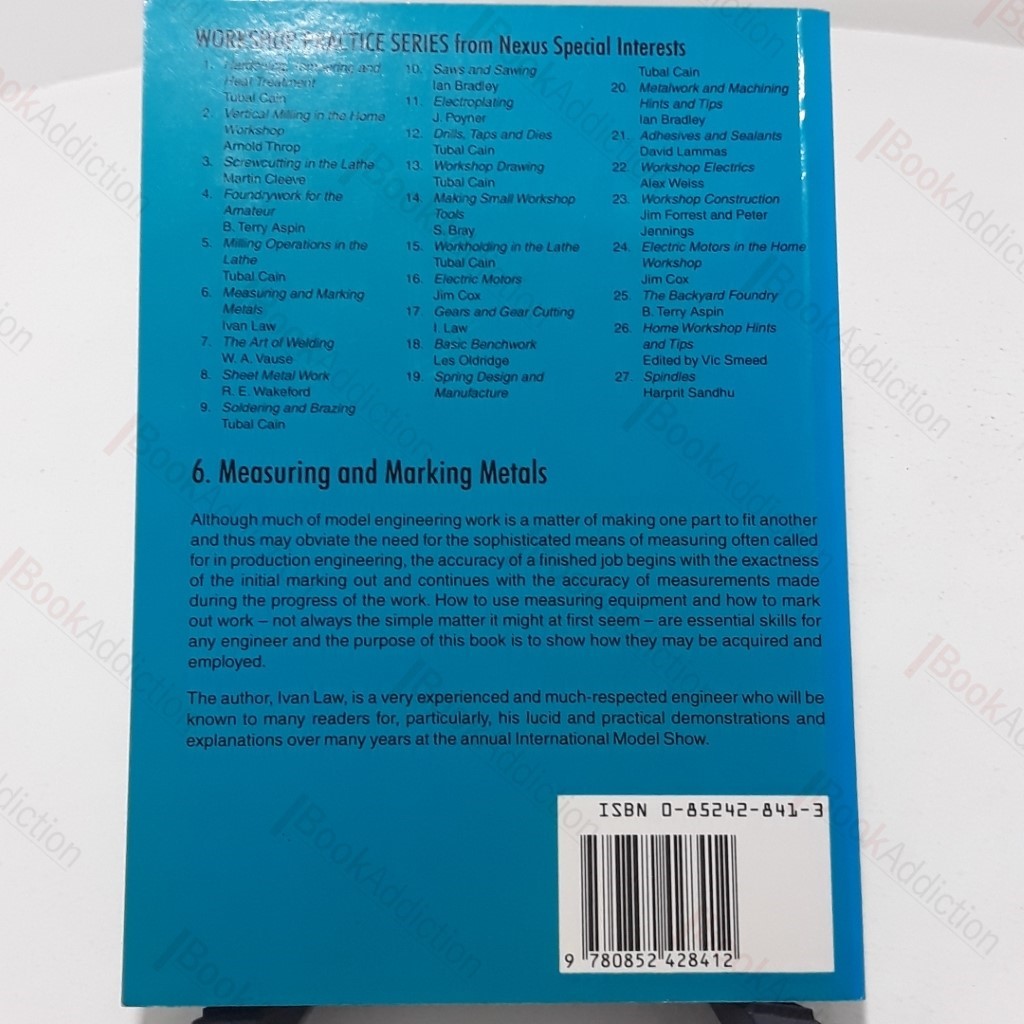 WORKSHOP PRACTICE SERIES from Nexus Special Interests
1. Hardening, Tempering and
Heat Treatment
Tubal Cain
2. Vertical Milling in the Home
Workshop
Arnold Throp
3. Screwcutting in the Lathe
Martin Cleeve
4. Foundrywork for the
Amateur
B. Terry Aspin
5. Milling Operations in the
Lathe
Tubal Cain
6. Measuring and Marking
Metals
Ivan Law
7. The Art of Welding
W. A. Vause
8. Sheet Metal Work
R. E. Wakeford
9. Soldering and Brazing
Tubal Cain
10. Saws and Sawing
Ian Bradley
11. Electroplating
J. Poyner
12. Drills, Taps and Dies
Tubal Cain
13. Workshop Drawing
Tubal Cain
14. Making Small Workshop
Tools
S. Bray
15. Workholding in the Lathe
Tubal Cain
16. Electric Motors
Jim Cox
17. Gears and Gear Cutting
I. Law
18. Basic Benchwork
Les Oldridge
19. Spring Design and
Manufacture
Tubal Cain
20. Metalwork and Machining
Hints and Tips
Ian Bradley
21. Adhesives and Sealants
David Lammas
22. Workshop Electrics
Alex Weiss
23. Workshop Construction
Jim Forrest and Peter
Jennings
24. Electric Motors in the Home
Workshop
Jim Cox
25. The Backyard Foundry
B. Terry Aspin
26. Home Workshop Hints
and Tips
Edited by Vic Smeed
27. Spindles
Harprit Sandhu
6. Measuring and Marking Metals
Although much of model engineering work is a matter of making one part to fit another
and thus may obviate the need for the sophisticated means of measuring often called
for in production engineering, the accuracy of a finished job begins with the exactness
of the initial marking out and continues with the accuracy of measurements made
during the progress of the work. How to use measuring equipment and how to mark
out work – not always the simple matter it might at first seem – are essential skills for
any engineer and the purpose of this book is to show how they may be acquired and
employed.
The author, Ivan Law, is a very experienced and much-respected engineer who will be
known to many readers for, particularly, his lucid and practical demonstrations and
explanations over many years at the annual International Model Show.
ISBN 0-85242-841-3
9 780852 428412
BookAddiction